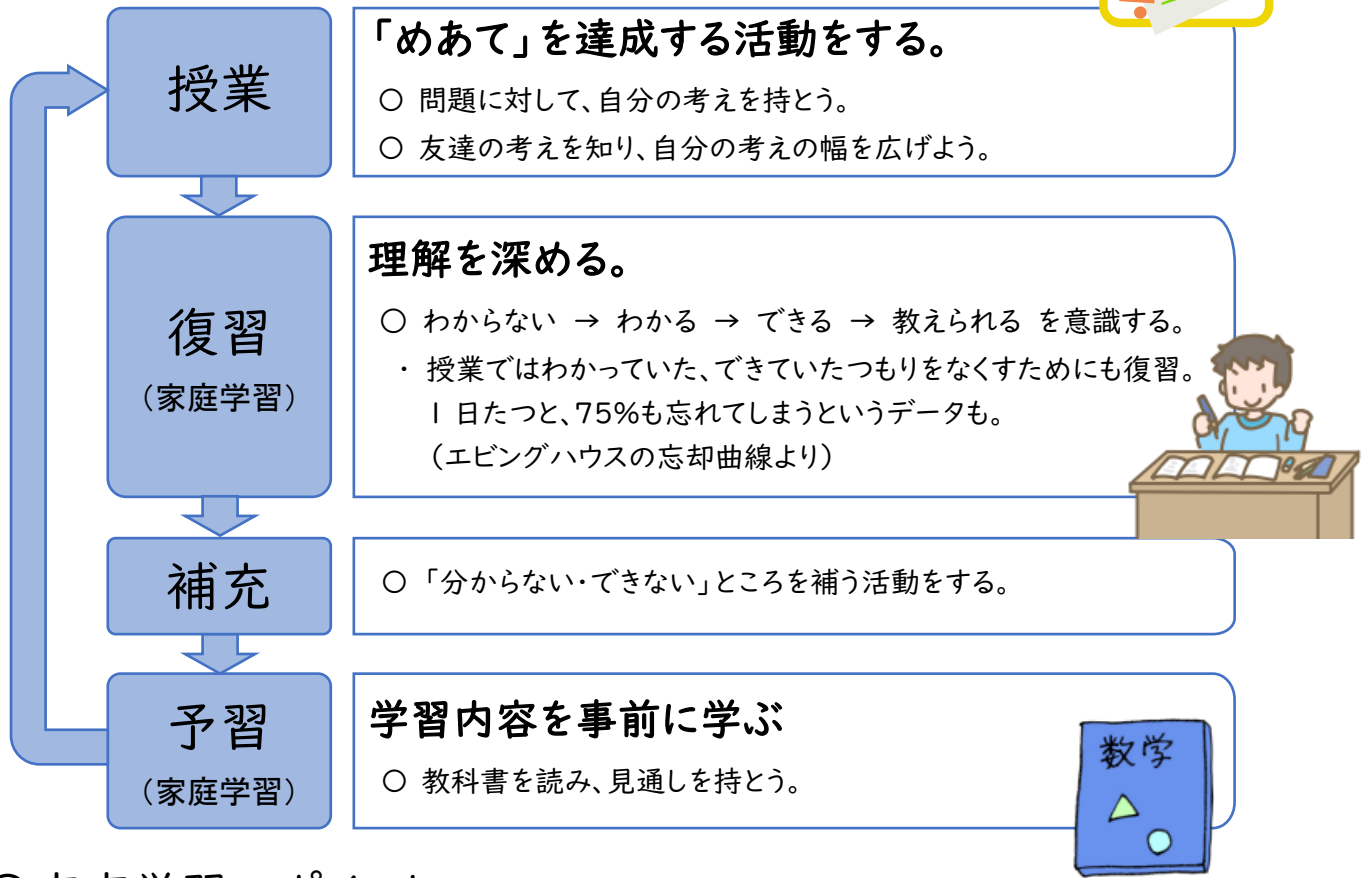 授業
「めあて」を達成する活動をする。
〇 問題に対して、自分の考えを持とう。
〇 友達の考えを知り、自分の考えの幅を広げよう。
復習
（家庭学習）
理解を深める。
〇 わからない → わかる → できる → 教えられる を意識する。
・ 授業ではわかっていた、できていたつもりをなくすためにも復習。
１日たつと、75％も忘れてしまうというデータも。
（エビングハウスの忘却曲線より）
補充
〇 「分からない・できない」ところを補う活動をする。
予習
（家庭学習）
学習内容を事前に学ぶ
〇 教科書を読み、見通しを持とう。
数学